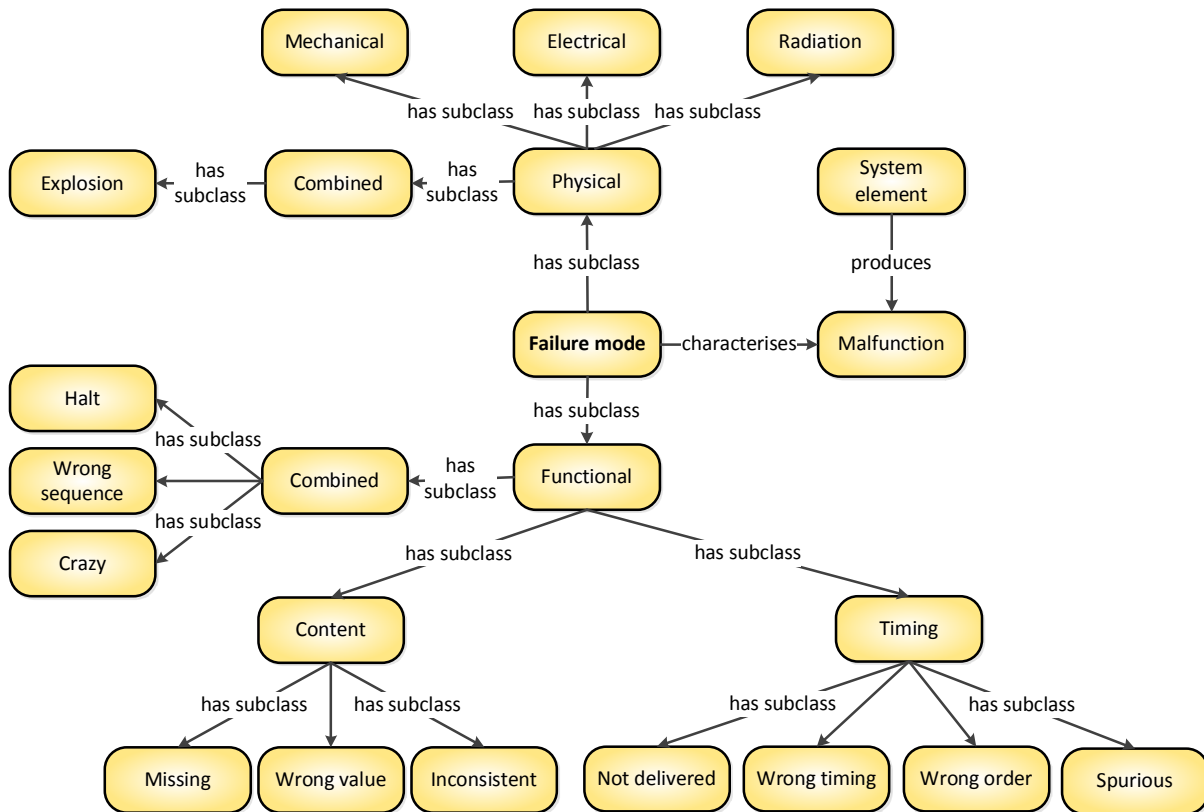 Mechanical
Electrical
Radiation
has subclass
has subclass
has subclass
Explosion
has
subclass
Combined
has
subclass
Physical
System
element
has subclass
produces
Failure mode
characterises
Malfunction
Halt
has subclass
has subclass
Wrong
sequence
Combined
has
subclass
Functional
has subclass
Crazy
has subclass
has subclass
Content
Timing
has subclass
has subclass
has subclass
has subclass
Missing
Wrong value
Inconsistent
Not delivered
Wrong timing
Wrong order
Spurious